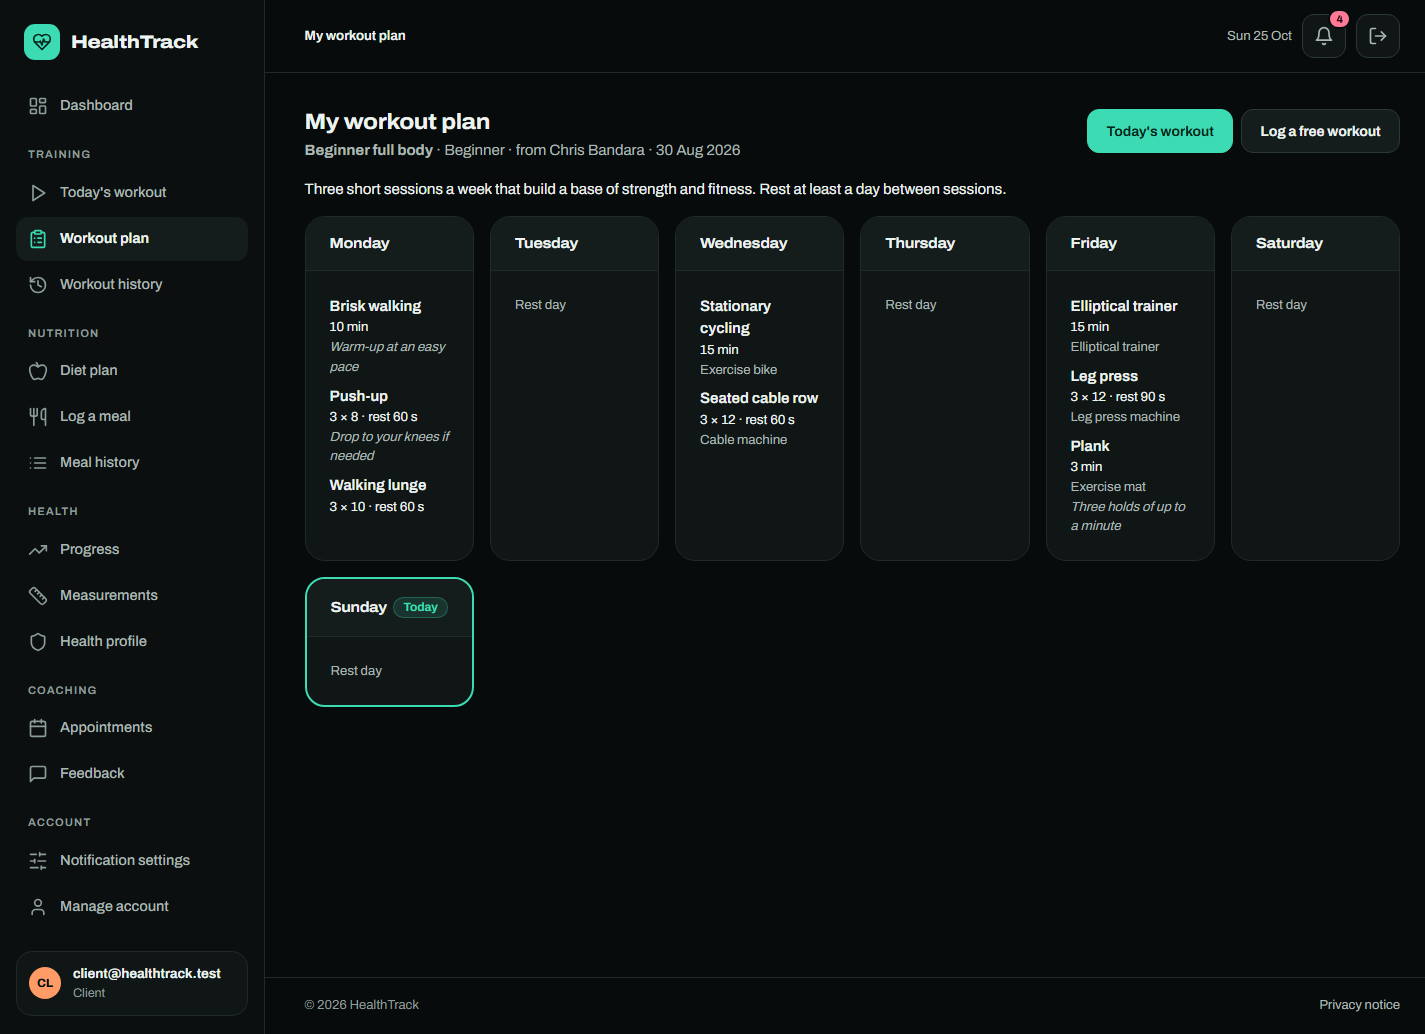 HealthTrack
Dashboard
TRAINING
Today's workout
Workout plan
Workout history
NUTRITION
Diet plan
Log a meal
Meal history
HEALTH
Progress
Measurements
Health profile
COACHING
Appointments
Feedback
ACCOUNT
Notification settings
Manage account
CL
client@healthtrack.test
Client
My workout plan
Sun 25 Oct
4
My workout plan
Beginner full body · Beginner · from Chris Bandara · 30 Aug 2026
Today's workout
Log a free workout
Three short sessions a week that build a base of strength and fitness. Rest at least a day between sessions.
Monday
Brisk walking
10 min
Warm-up at an easy
pace
Push-up
3 × 8 · rest 60 s
Drop to your knees if
needed
Walking lunge
3 × 10 · rest 60 s
Tuesday
Rest day
Wednesday
Stationary
cycling
15 min
Exercise bike
Seated cable row
3 × 12 · rest 60 s
Cable machine
Thursday
Rest day
Friday
Elliptical trainer
15 min
Elliptical trainer
Leg press
3 × 12 · rest 90 s
Leg press machine
Plank
3 min
Exercise mat
Three holds of up to
a minute
Saturday
Rest day
Sunday Today
Rest day
© 2026 HealthTrack
Privacy notice